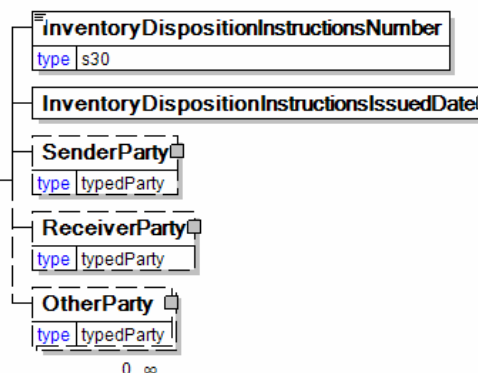 InventoryDispositionInstructionsNumber
type s30
InventoryDispositionInstructionsIssuedDate
SenderParty
type typedParty
ReceiverParty
type typedParty
OtherParty
type typedParty
0 ∞